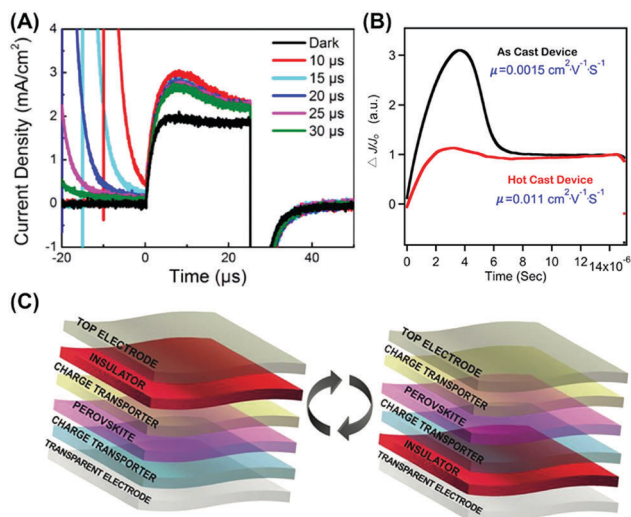 (A)
Current Density (mA/cm²)
4
3
2
1
0
-1
Dark
10 µs
15 µs
20 µs
25 µs
30 µs
-20
0
20
40
Time (µs)
(B)
△ J/J₀ (a.u.)
3
2
1
0
As Cast Device
µ=0.0015 cm²·V⁻¹·S⁻¹
Hot Cast Device
µ=0.011 cm²·V⁻¹·S⁻¹
0 2 4 6 8 10 12 14x10⁻⁶
Time (Sec)
(C)
TOP ELECTRODE
INSULATOR
CHARGE TRANSPORTER
PEROVSKITE
CHARGE TRANSPORTER
TRANSPARENT ELECTRODE
TOP ELECTRODE
CHARGE TRANSPORTER
PEROVSKITE
CHARGE TRANSPORTER
INSULATOR
TRANSPARENT ELECTRODE